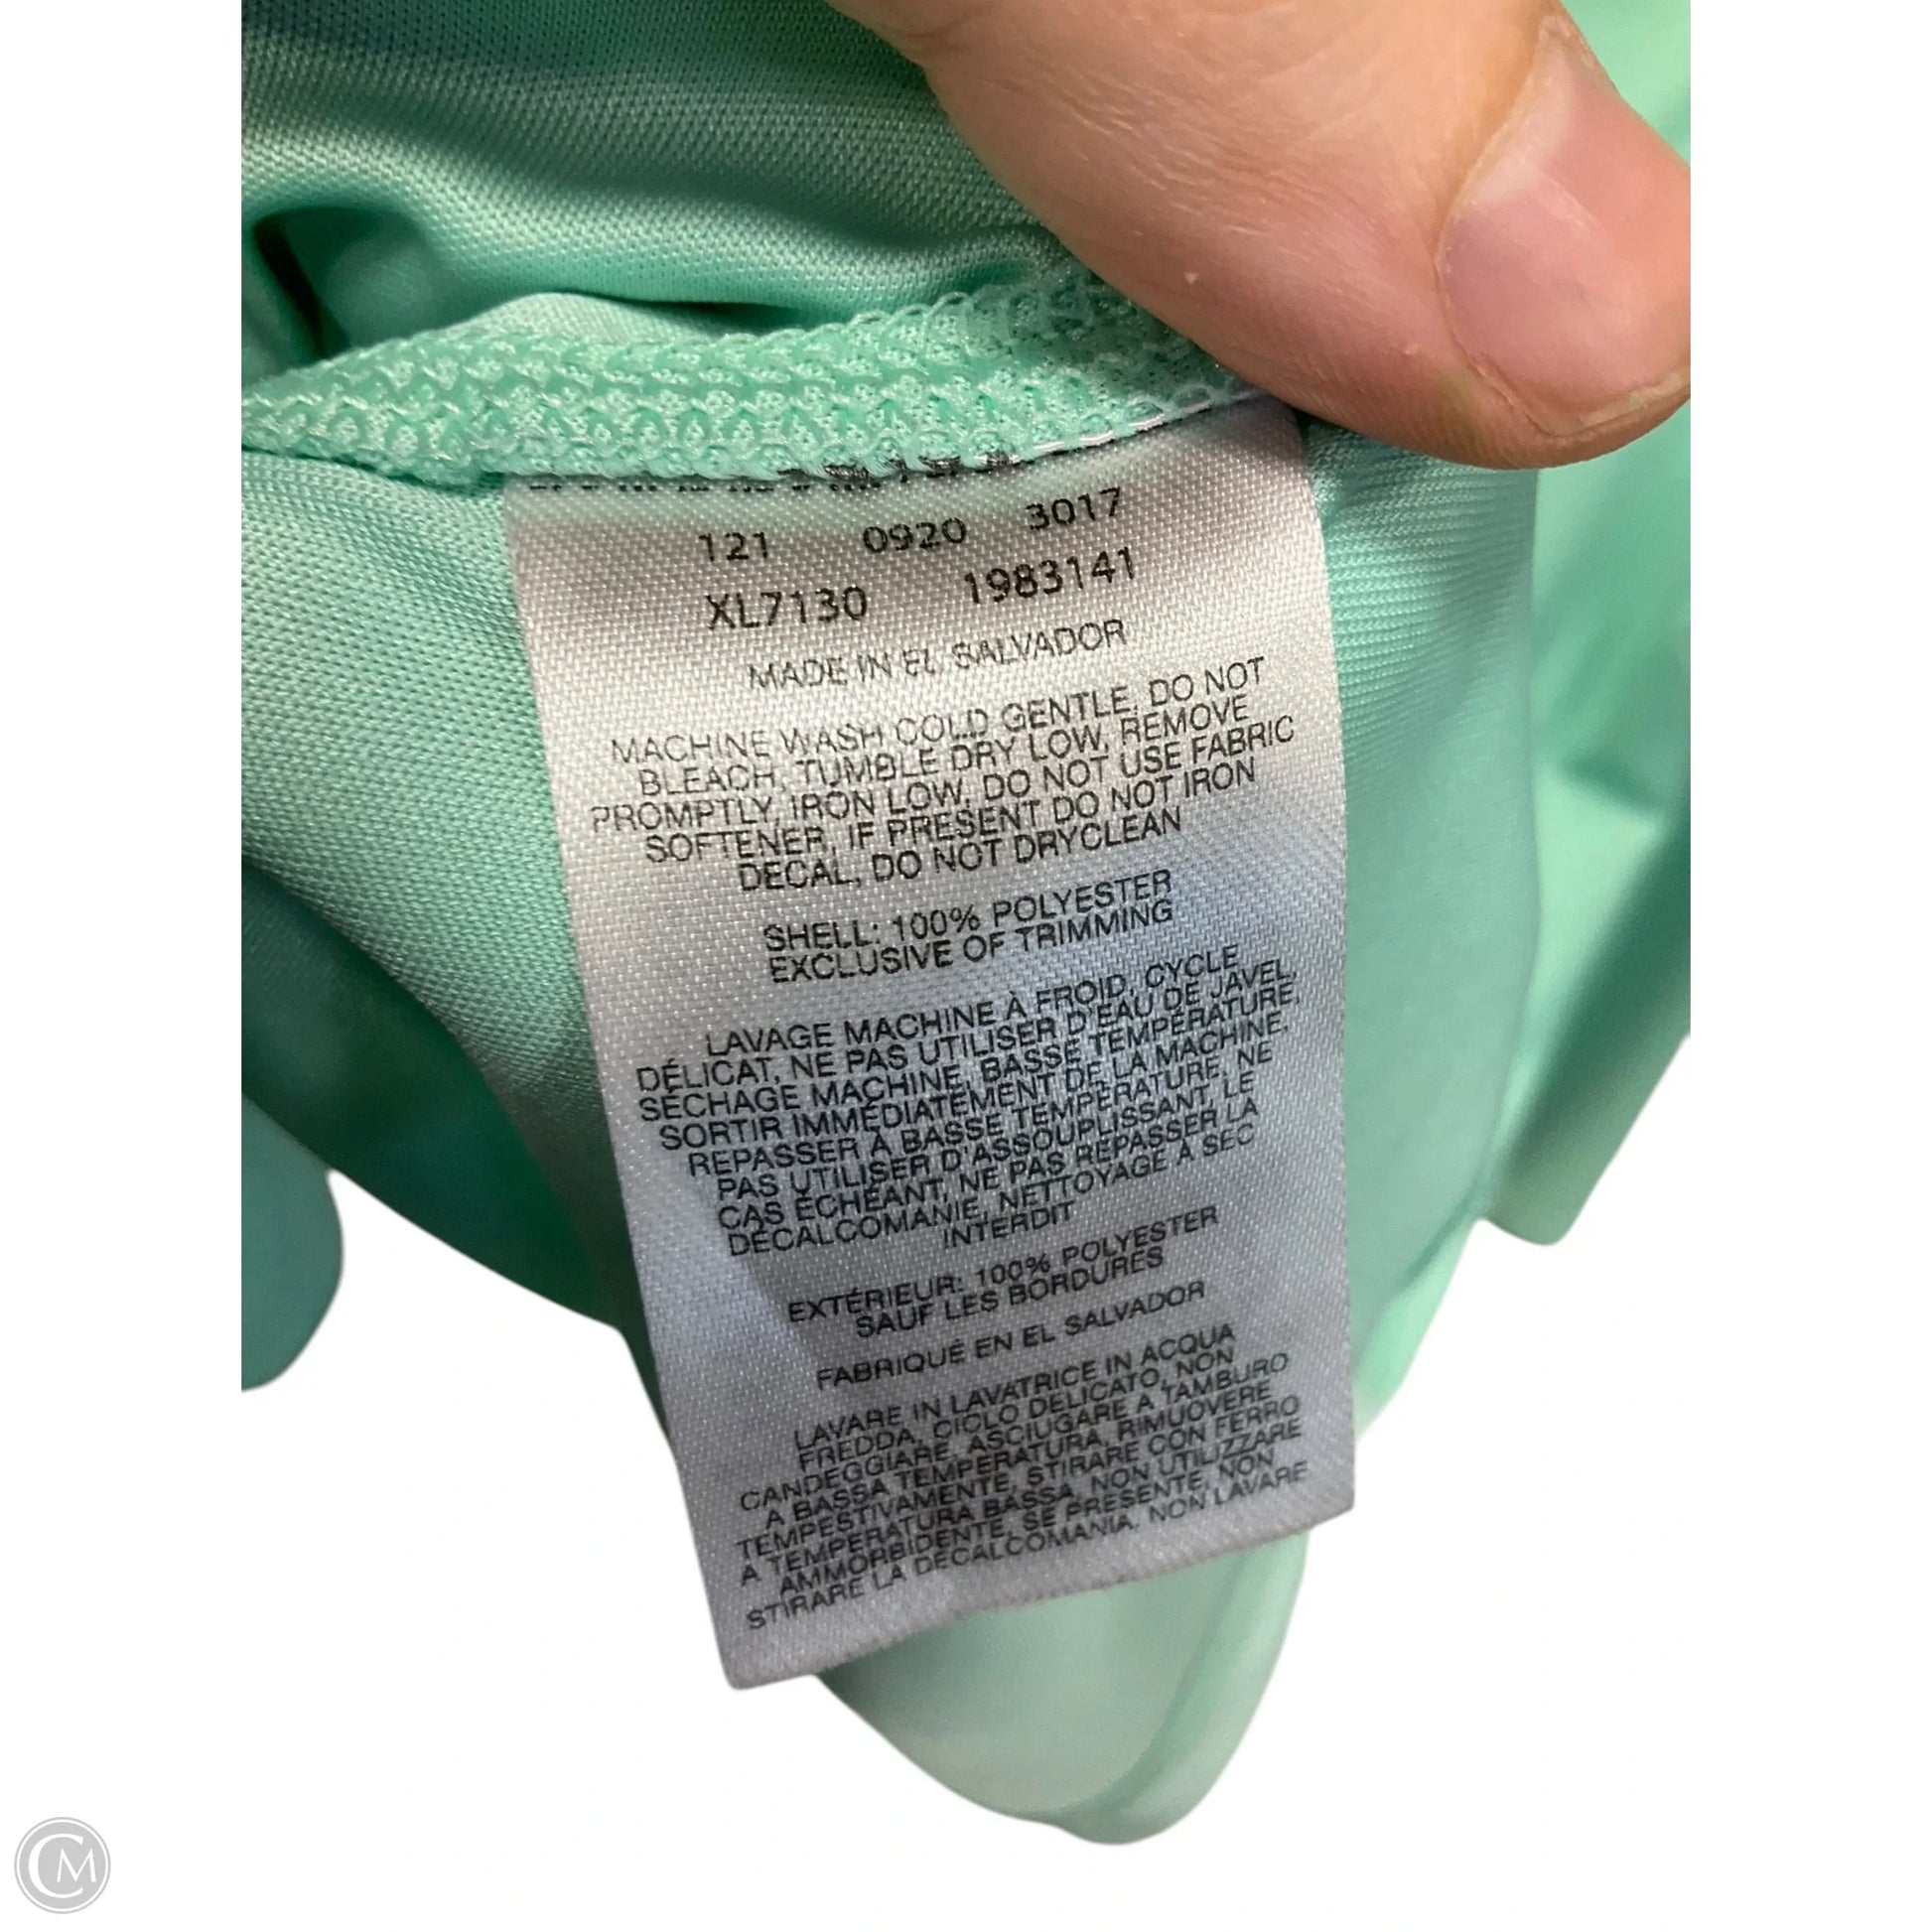 121 0920 3017
XL7130 1983141
MADE IN EL SALVADOR
MACHINE WASH COLD GENTLE, DO NOT
BLEACH, TUMBLE DRY LOW, REMOVE
PROMPTLY, IRON LOW, DO NOT USE FABRIC
SOFTENER, IF PRESENT DO NOT IRON
DECAL, DO NOT DRYCLEAN
SHELL: 100% POLYESTER
EXCLUSIVE OF TRIMMING
LAVAGE MACHINE À FROID, CYCLE
DÉLICAT, NE PAS UTILISER D'EAU DE JAVEL,
SÉCHAGE MACHINE, BASSE TEMPÉRATURE,
SORTIR IMMÉDIATEMENT DE LA MACHINE,
REPASSER À BASSE TEMPÉRATURE, NE
PAS UTILISER D'ASSOUPLISSANT, LE
CAS ÉCHÉANT, NE PAS REPASSER LA
DÉCALCOMANIE, NETTOYAGE À SEC
INTERDIT
EXTÉRIEUR: 100% POLYESTER
SAUF LES BORDURES
FABRIQUÉ EN EL SALVADOR
LAVARE IN LAVATRICE IN ACQUA
FREDDA, CICLO DELICATO, NON
CANDEGGIARE, ASCIUGARE A TAMBURO
A BASSA TEMPERATURA, RIMUOVERE
TEMPESTIVAMENTE, STIRARE CON FERRO
A TEMPERATURA BASSA, NON UTILIZZARE
AMMORBIDENTE, SE PRESENTE, NON
STIRARE LA DECALCOMANIA, NON LAVARE
CM